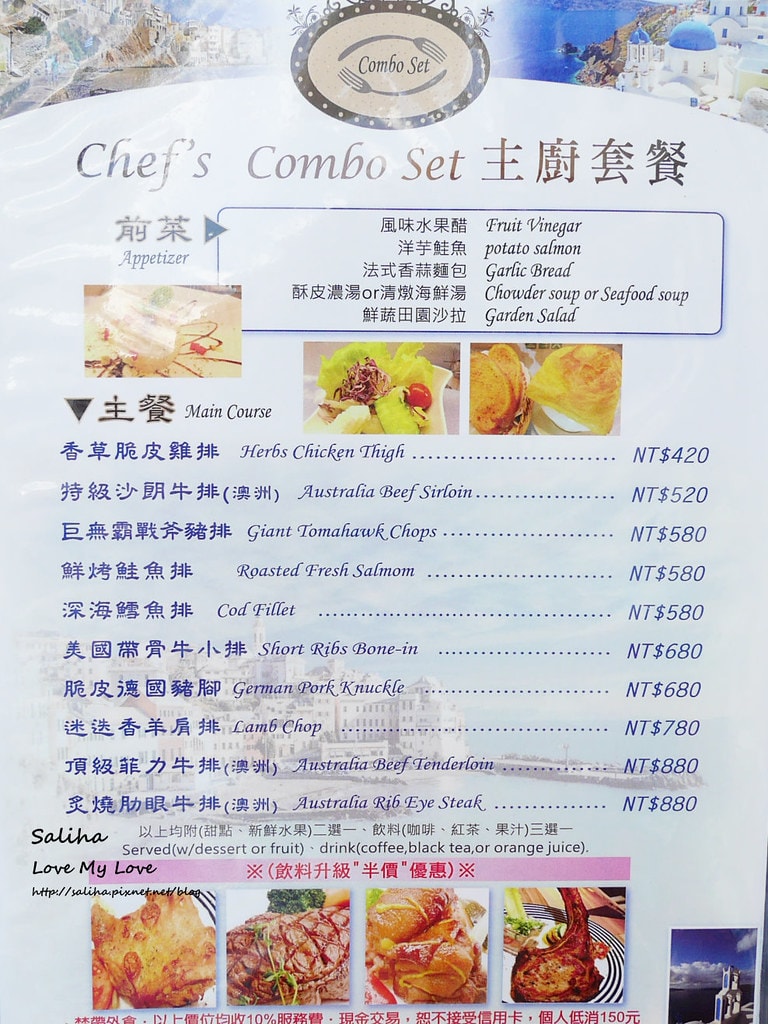 Combo Set
Chef's Combo Set 主廚套餐
前菜
Appetizer
風味水果醋 Fruit Vinegar
洋芋鮭魚 potato salmon
法式香蒜麵包 Garlic Bread
酥皮濃湯or清燉海鮮湯 Chowder soup or Seafood soup
鮮蔬田園沙拉 Garden Salad
▼主餐 Main Course
香草脆皮雞排 Herbs Chicken Thigh NT$420
特級沙朗牛排(澳洲) Australia Beef Sirloin NT$520
巨無霸戰斧豬排 Giant Tomahawk Chops NT$580
鮮烤鮭魚排 Roasted Fresh Salmom NT$580
深海鱈魚排 Cod Fillet NT$580
美國帶骨牛小排 Short Ribs Bone-in NT$680
脆皮德國豬腳 German Pork Knuckle NT$680
迷迭香羊肩排 Lamb Chop NT$780
頂級菲力牛排(澳洲) Australia Beef Tenderloin NT$880
炙燒肋眼牛排(澳洲) Australia Rib Eye Steak NT$880
以上均附(甜點、新鮮水果)二選一、飲料(咖啡、紅茶、果汁)三選一
Served(w/dessert or fruit)、drink(coffee,black tea,or orange juice).
※(飲料升級"半價"優惠)※
Saliha
Love My Love
http://saliha.pixnet.net/blog
禁帶外食．以上價位均收10%服務費．現金交易，恕不接受信用卡，個人低消150元